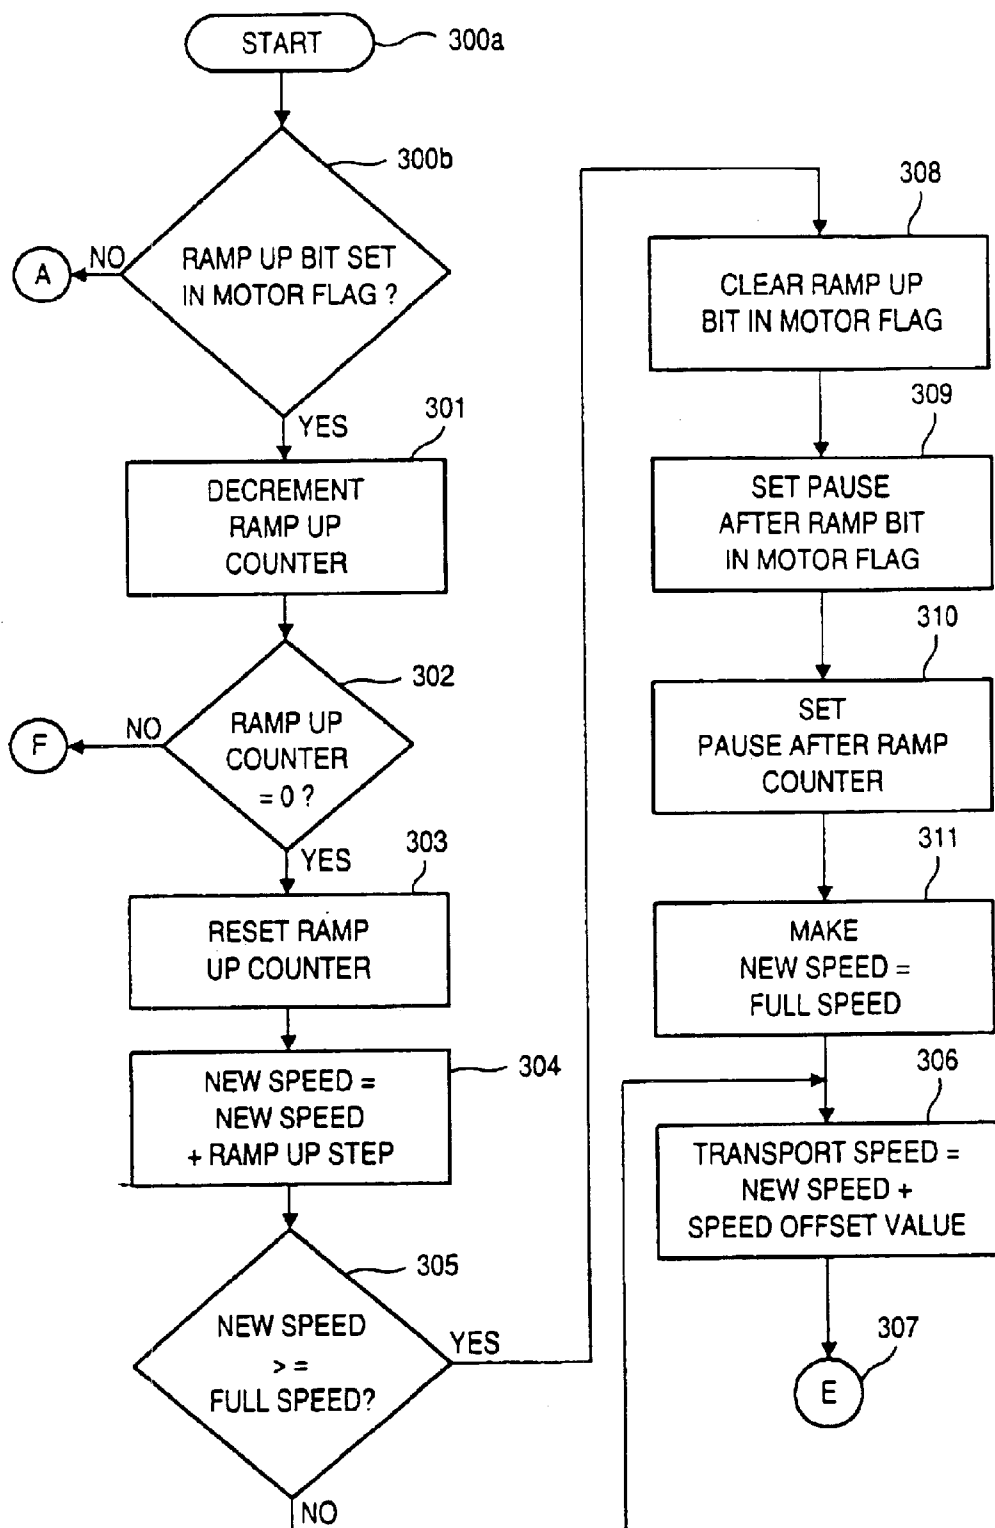 START
300a
300b
RAMP UP BIT SET
IN MOTOR FLAG ?
NO
A
YES
301
DECREMENT
RAMP UP
COUNTER
302
RAMP UP
COUNTER
= 0 ?
NO
F
YES
303
RESET RAMP
UP COUNTER
304
NEW SPEED =
NEW SPEED
+ RAMP UP STEP
305
NEW SPEED
> =
FULL SPEED?
YES
NO
308
CLEAR RAMP UP
BIT IN MOTOR FLAG
309
SET PAUSE
AFTER RAMP BIT
IN MOTOR FLAG
310
SET
PAUSE AFTER RAMP
COUNTER
311
MAKE
NEW SPEED =
FULL SPEED
306
TRANSPORT SPEED =
NEW SPEED +
SPEED OFFSET VALUE
307
E